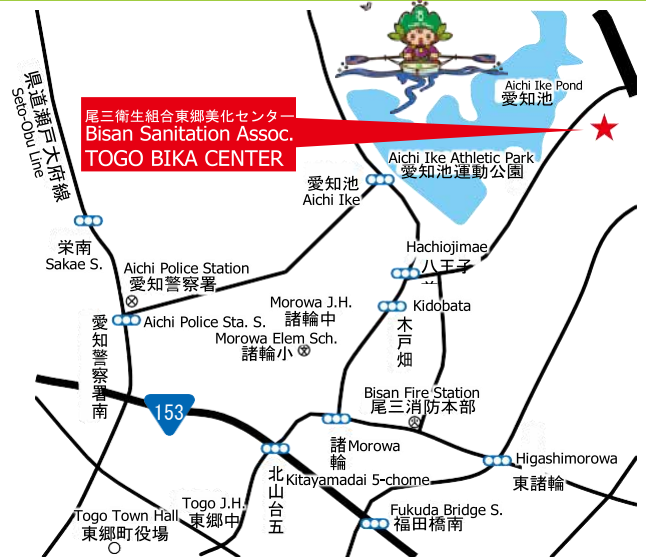 Aichi Ike Pond
愛知池
県道瀬戸大府線
Seto-Obu Line
尾三衛生組合東郷美化センター
Bisan Sanitation Assoc.
TOGO BIKA CENTER
Aichi Ike Athletic Park
愛知池運動公園
愛知池
Aichi Ike
栄南
Sakae S.
Hachiojimae
八王子
Aichi Police Station
愛知警察署
Morowa J.H.
諸輪中
Kidobata
木戸畑
愛知警察署南
Aichi Police Sta. S.
Morowa Elem Sch.
諸輪小
153
Bisan Fire Station
尾三消防本部
諸輪
Morowa
Higashimorowa
東諸輪
北山台五
Kitayamadai 5-chome
Togo J.H.
東郷中
Togo Town Hall
東郷町役場
Fukuda Bridge S.
福田橋南